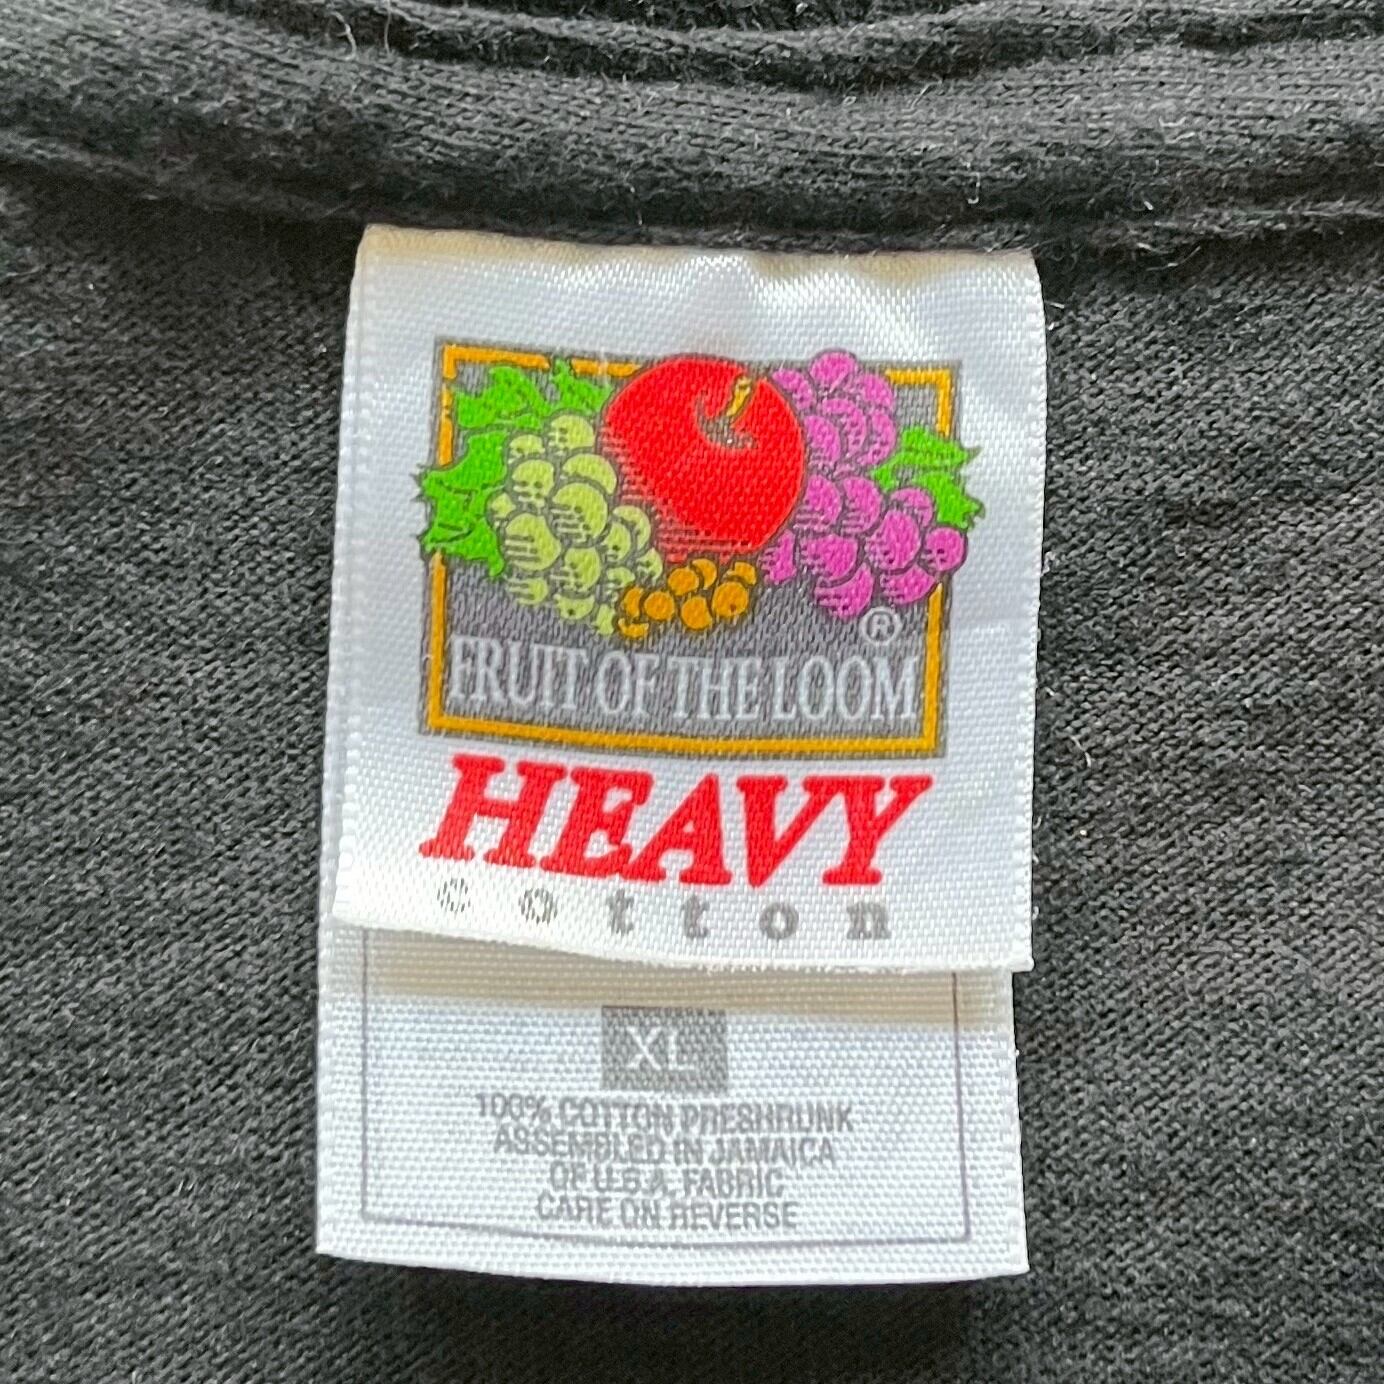 ®
FRUIT OF THE LOOM
HEAVY
cotton
XL
100% COTTON PRESHRUNK
ASSEMBLED IN JAMAICA
OF U.S.A. FABRIC
CARE ON REVERSE